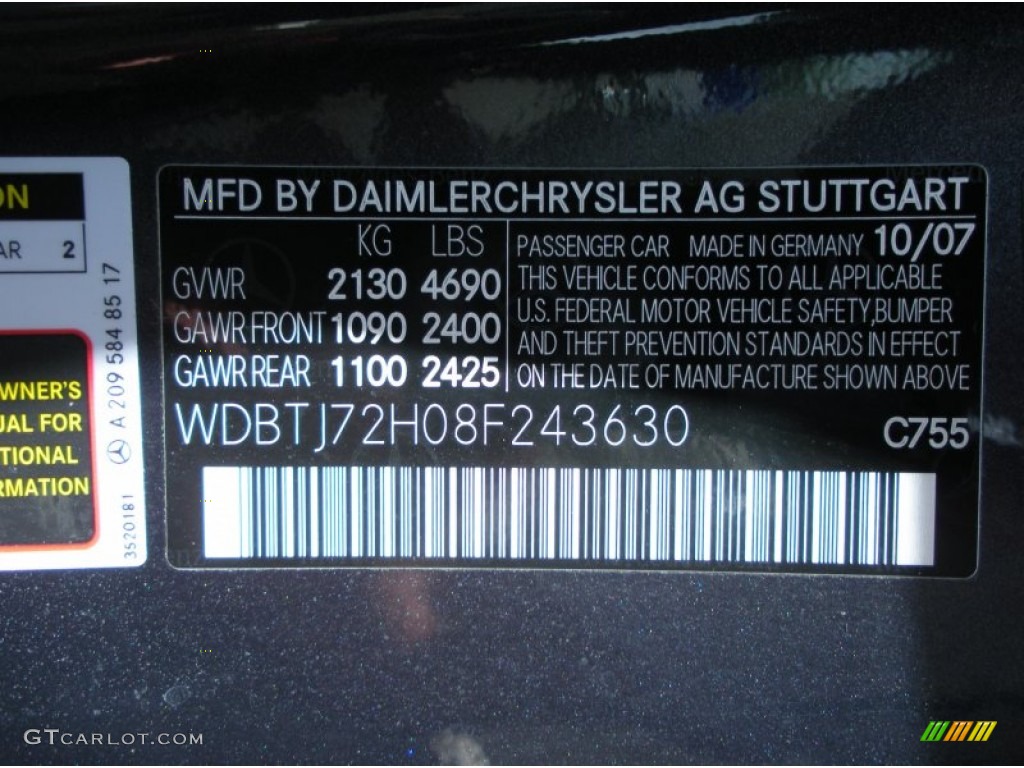 ON
AR 2
OWNER'S
UAL FOR
TIONAL
RMATION
A 209 584 85 17
3520181
MFD BY DAIMLERCHRYSLER AG STUTTGART
KG LBS
GVWR 2130 4690
GAWR FRONT 1090 2400
GAWR REAR 1100 2425
PASSENGER CAR MADE IN GERMANY 10/07
THIS VEHICLE CONFORMS TO ALL APPLICABLE
U.S. FEDERAL MOTOR VEHICLE SAFETY,BUMPER
AND THEFT PREVENTION STANDARDS IN EFFECT
ON THE DATE OF MANUFACTURE SHOWN ABOVE
WDBTJ72H08F243630
C755
GTCARLOT.COM